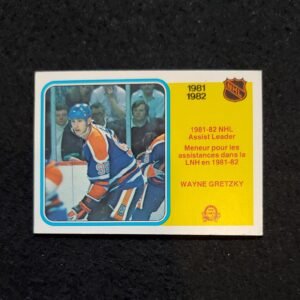 1981
1982
NHL
1981-82 NHL
Assist Leader
Meneur pour les
assistances dans la
LNH en 1981-82
WAYNE GRETZKY